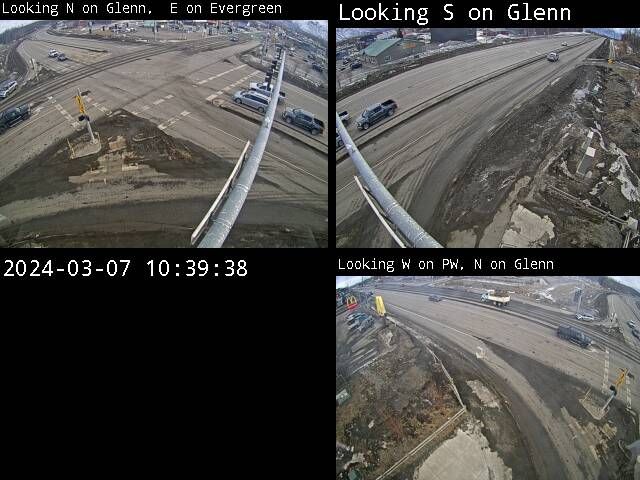 Looking N on Glenn, E on Evergreen
Looking S on Glenn
2024-03-07 10:39:38
Looking W on PW, N on Glenn